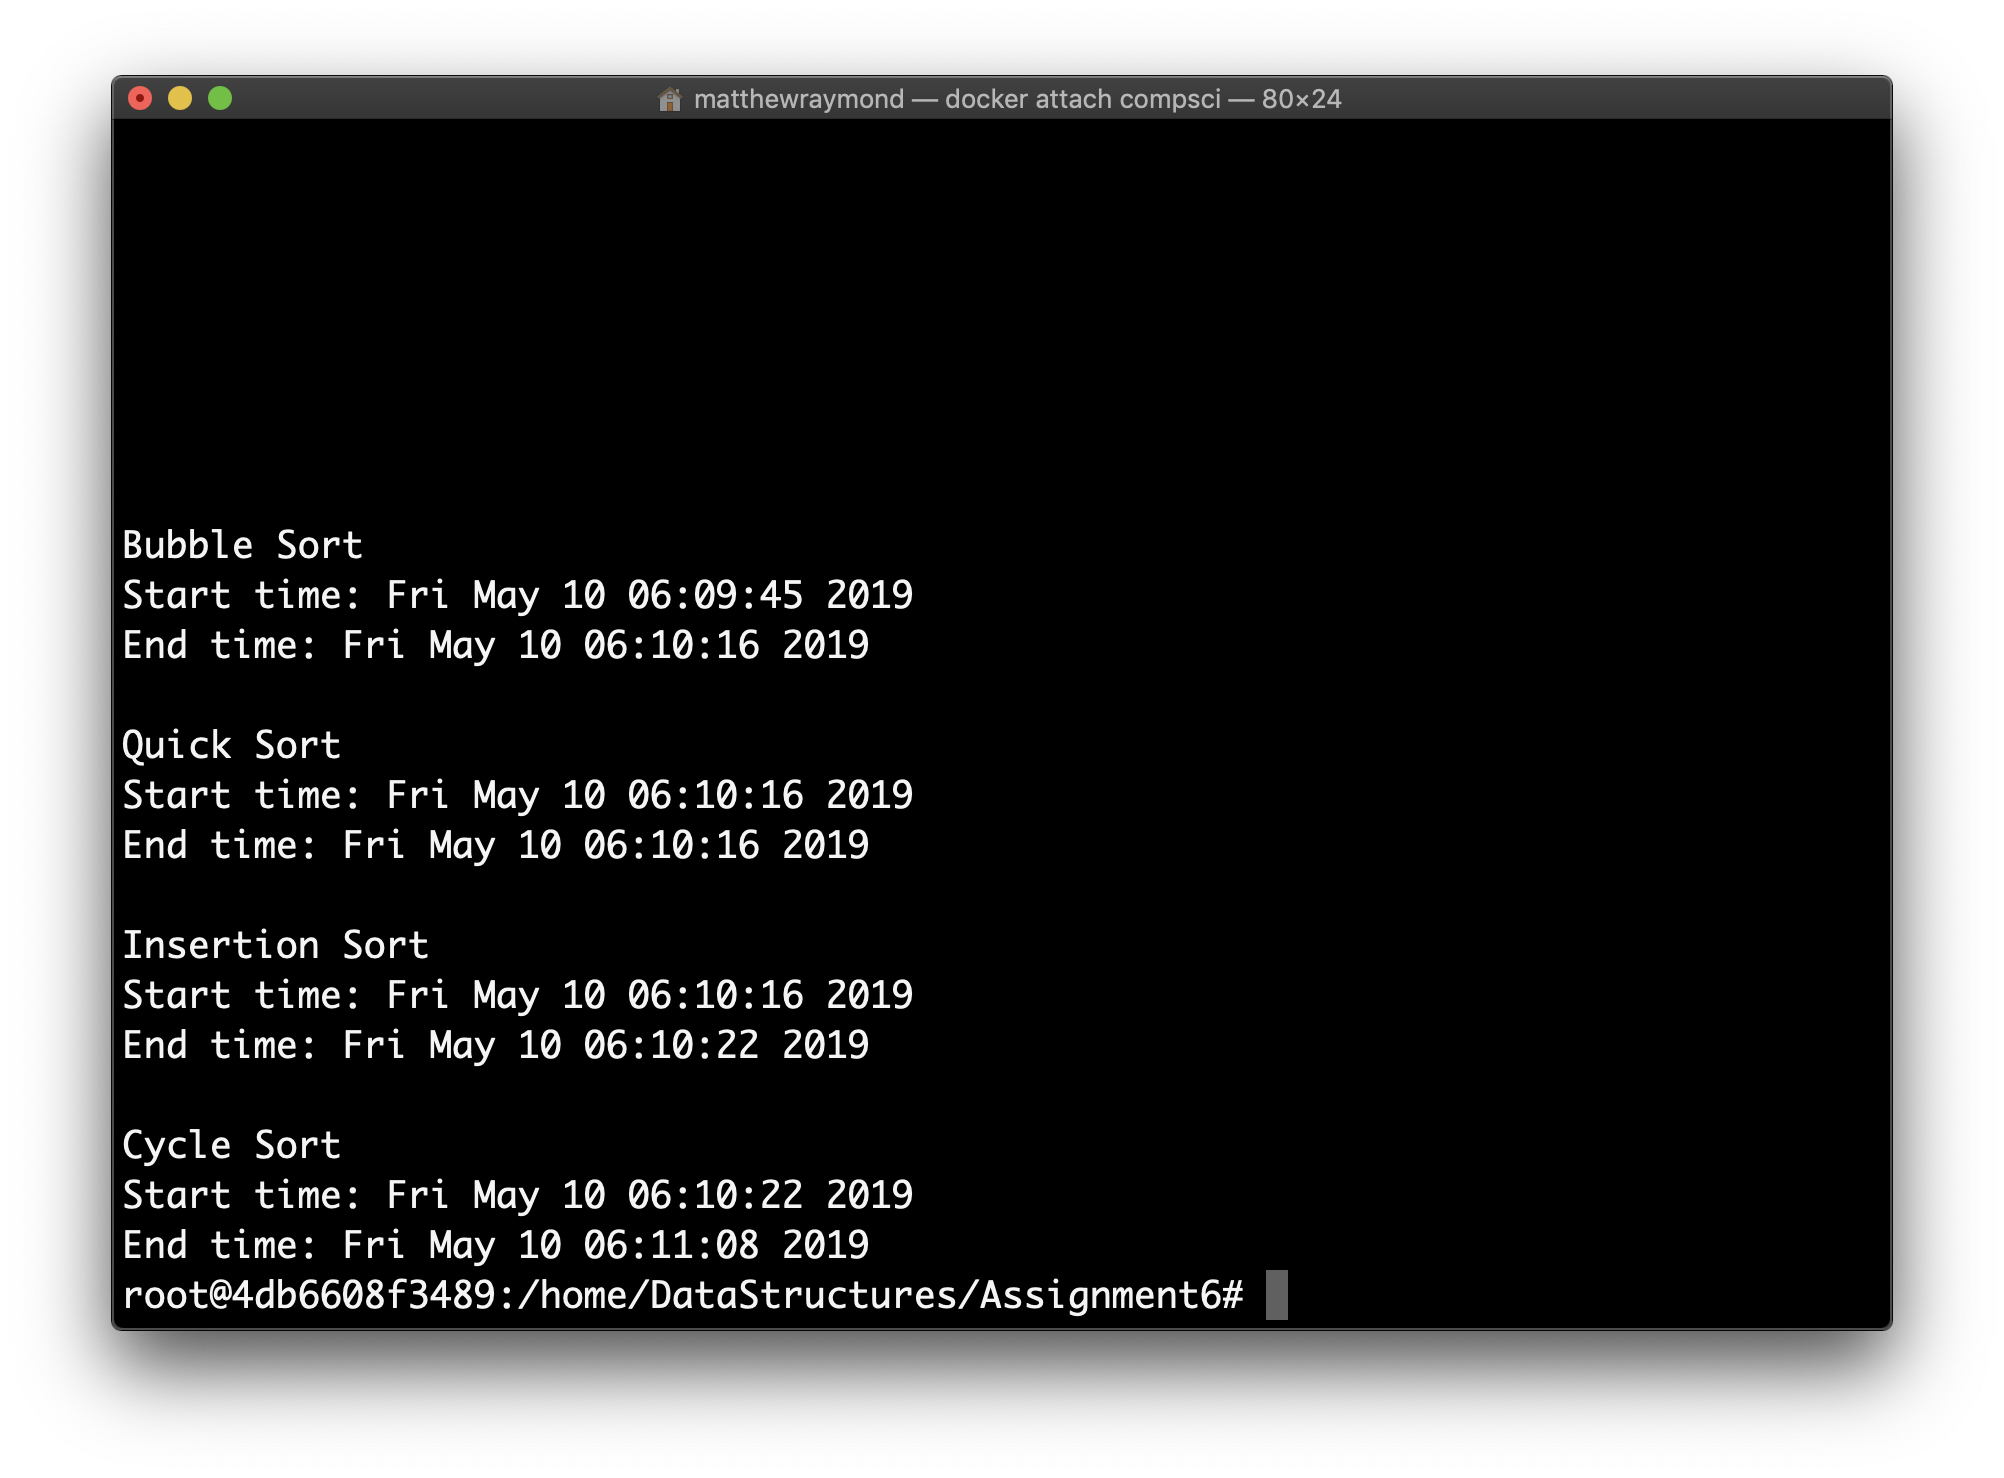 matthewraymond — docker attach compsci — 80×24
Bubble Sort
Start time: Fri May 10 06:09:45 2019
End time: Fri May 10 06:10:16 2019
Quick Sort
Start time: Fri May 10 06:10:16 2019
End time: Fri May 10 06:10:16 2019
Insertion Sort
Start time: Fri May 10 06:10:16 2019
End time: Fri May 10 06:10:22 2019
Cycle Sort
Start time: Fri May 10 06:10:22 2019
End time: Fri May 10 06:11:08 2019
root@4db6608f3489:/home/DataStructures/Assignment6#